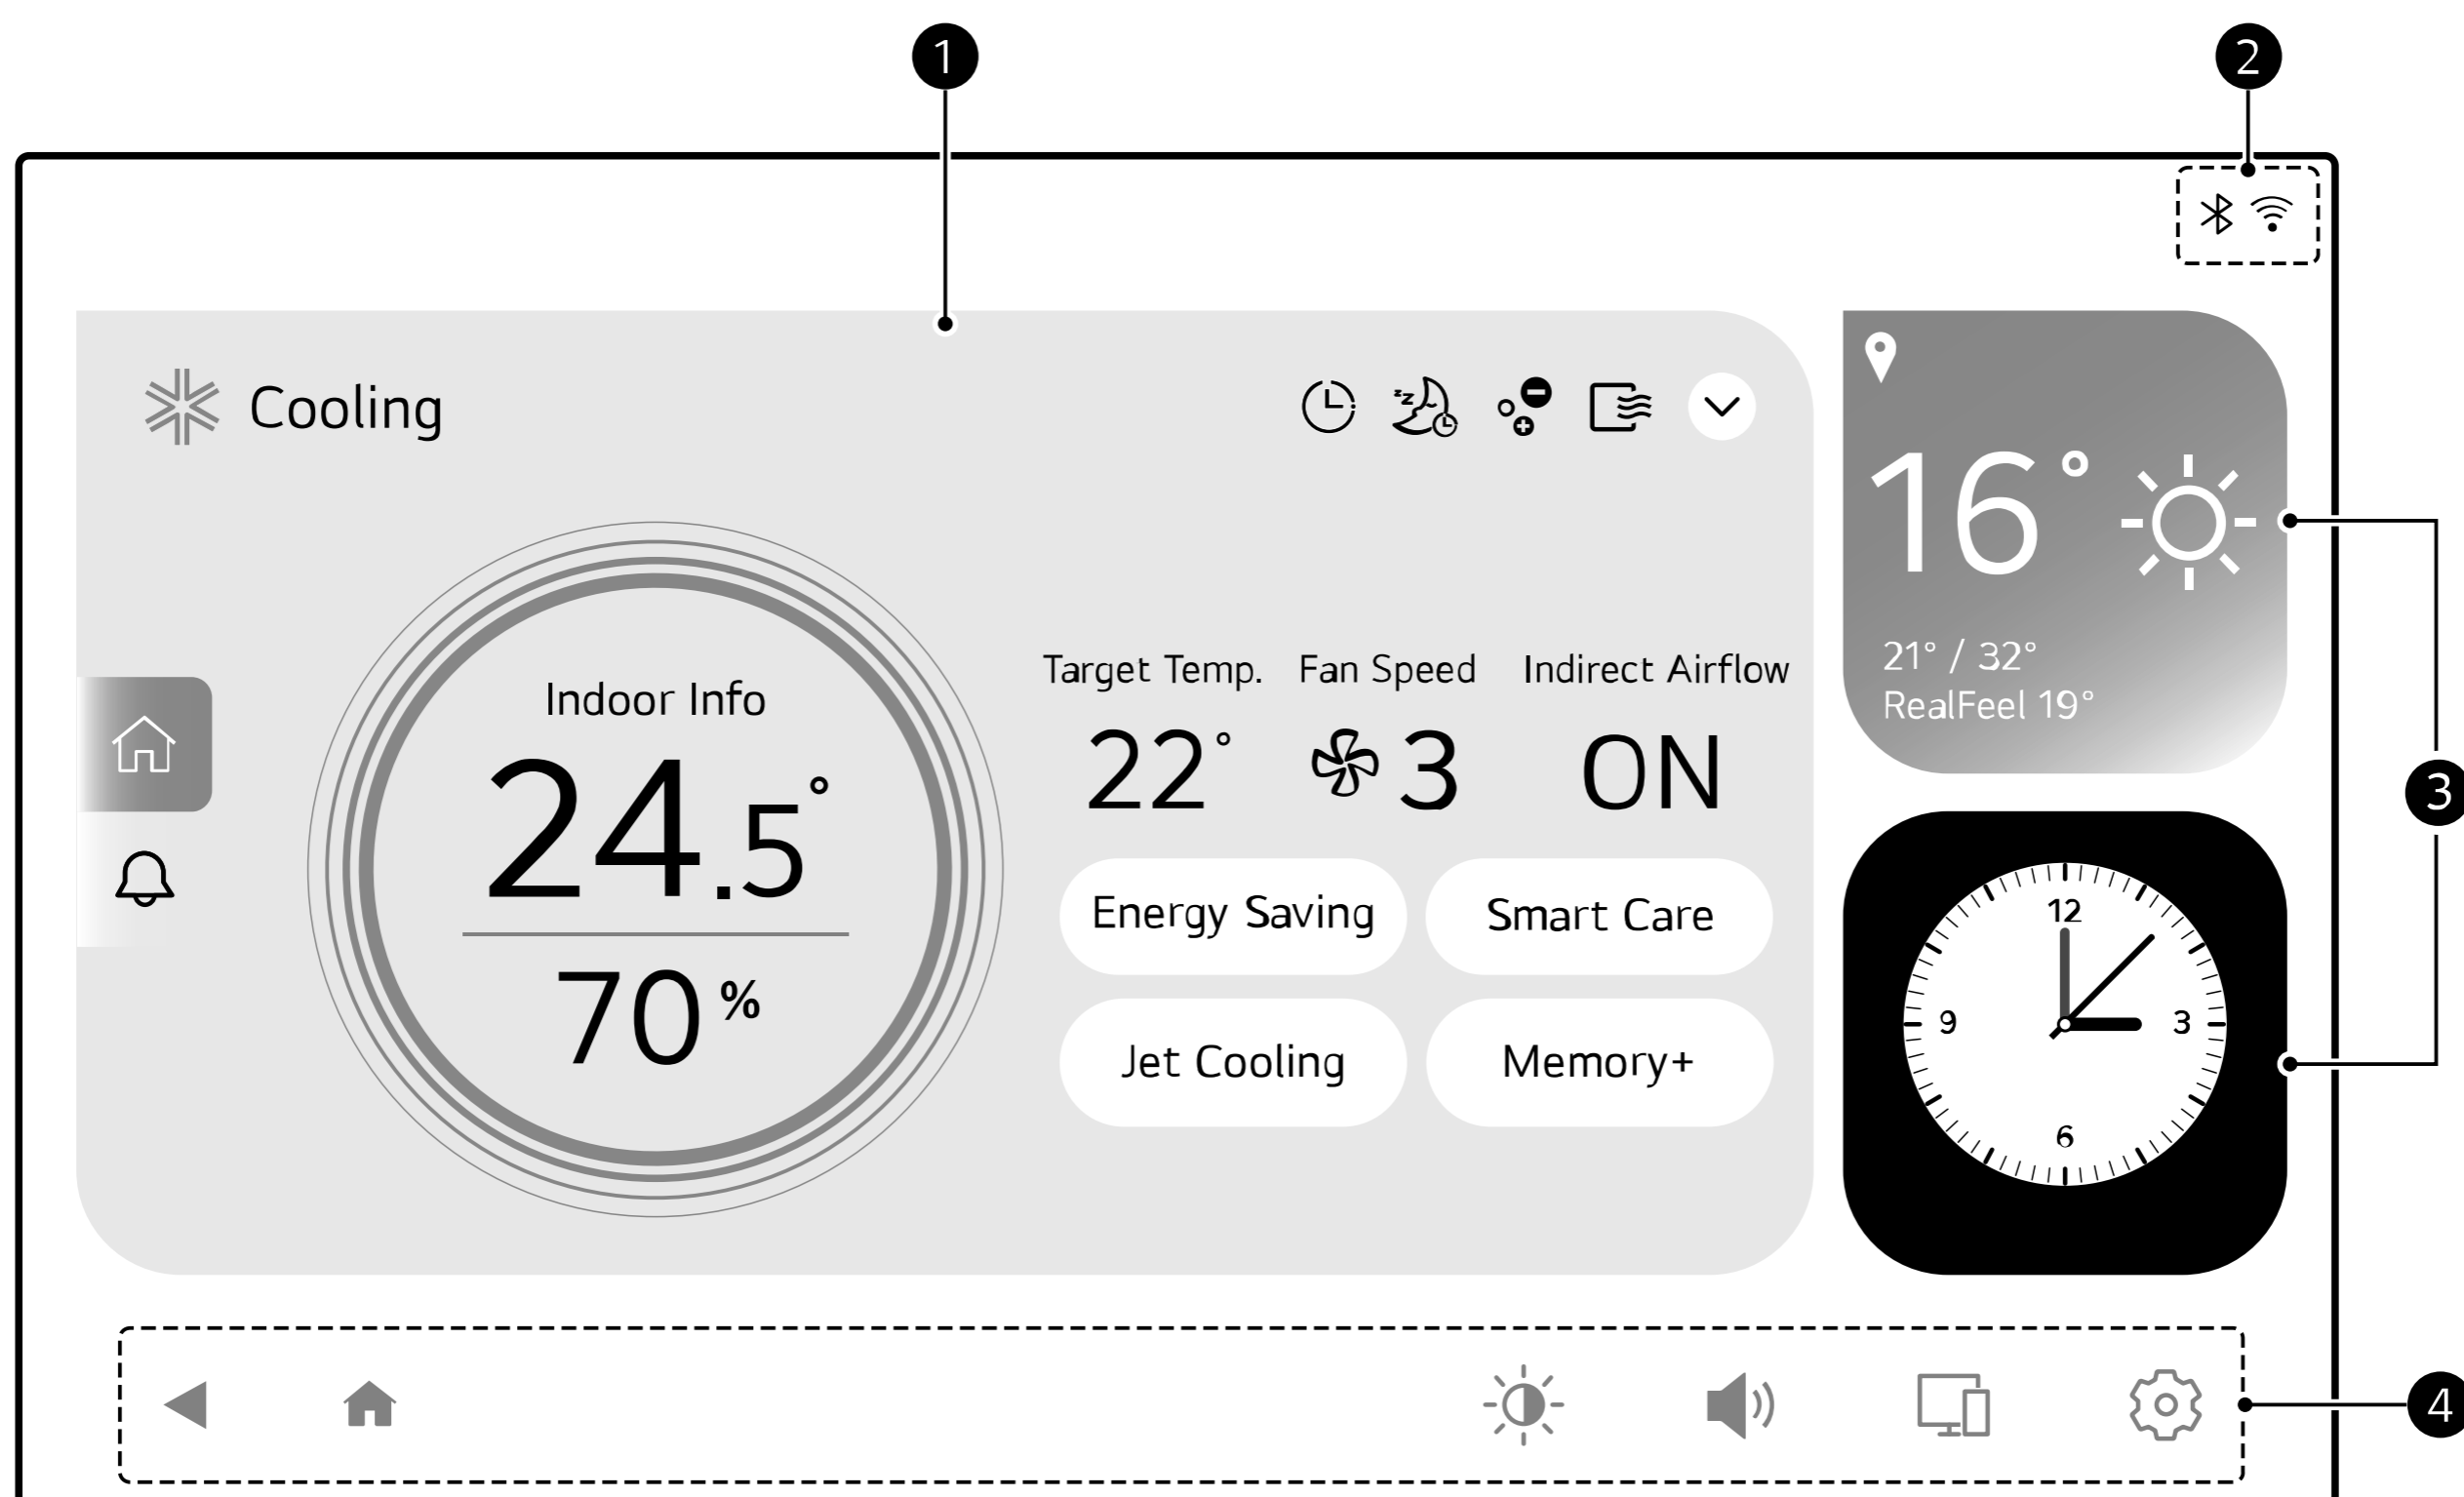 1
2
Cooling
16°
21° / 32°
RealFeel 19°
Indoor Info
24.5°
70 %
Target Temp. Fan Speed Indirect Airflow
22° 3 ON
Energy Saving Smart Care
Jet Cooling Memory+
3
12
9 3
6
4